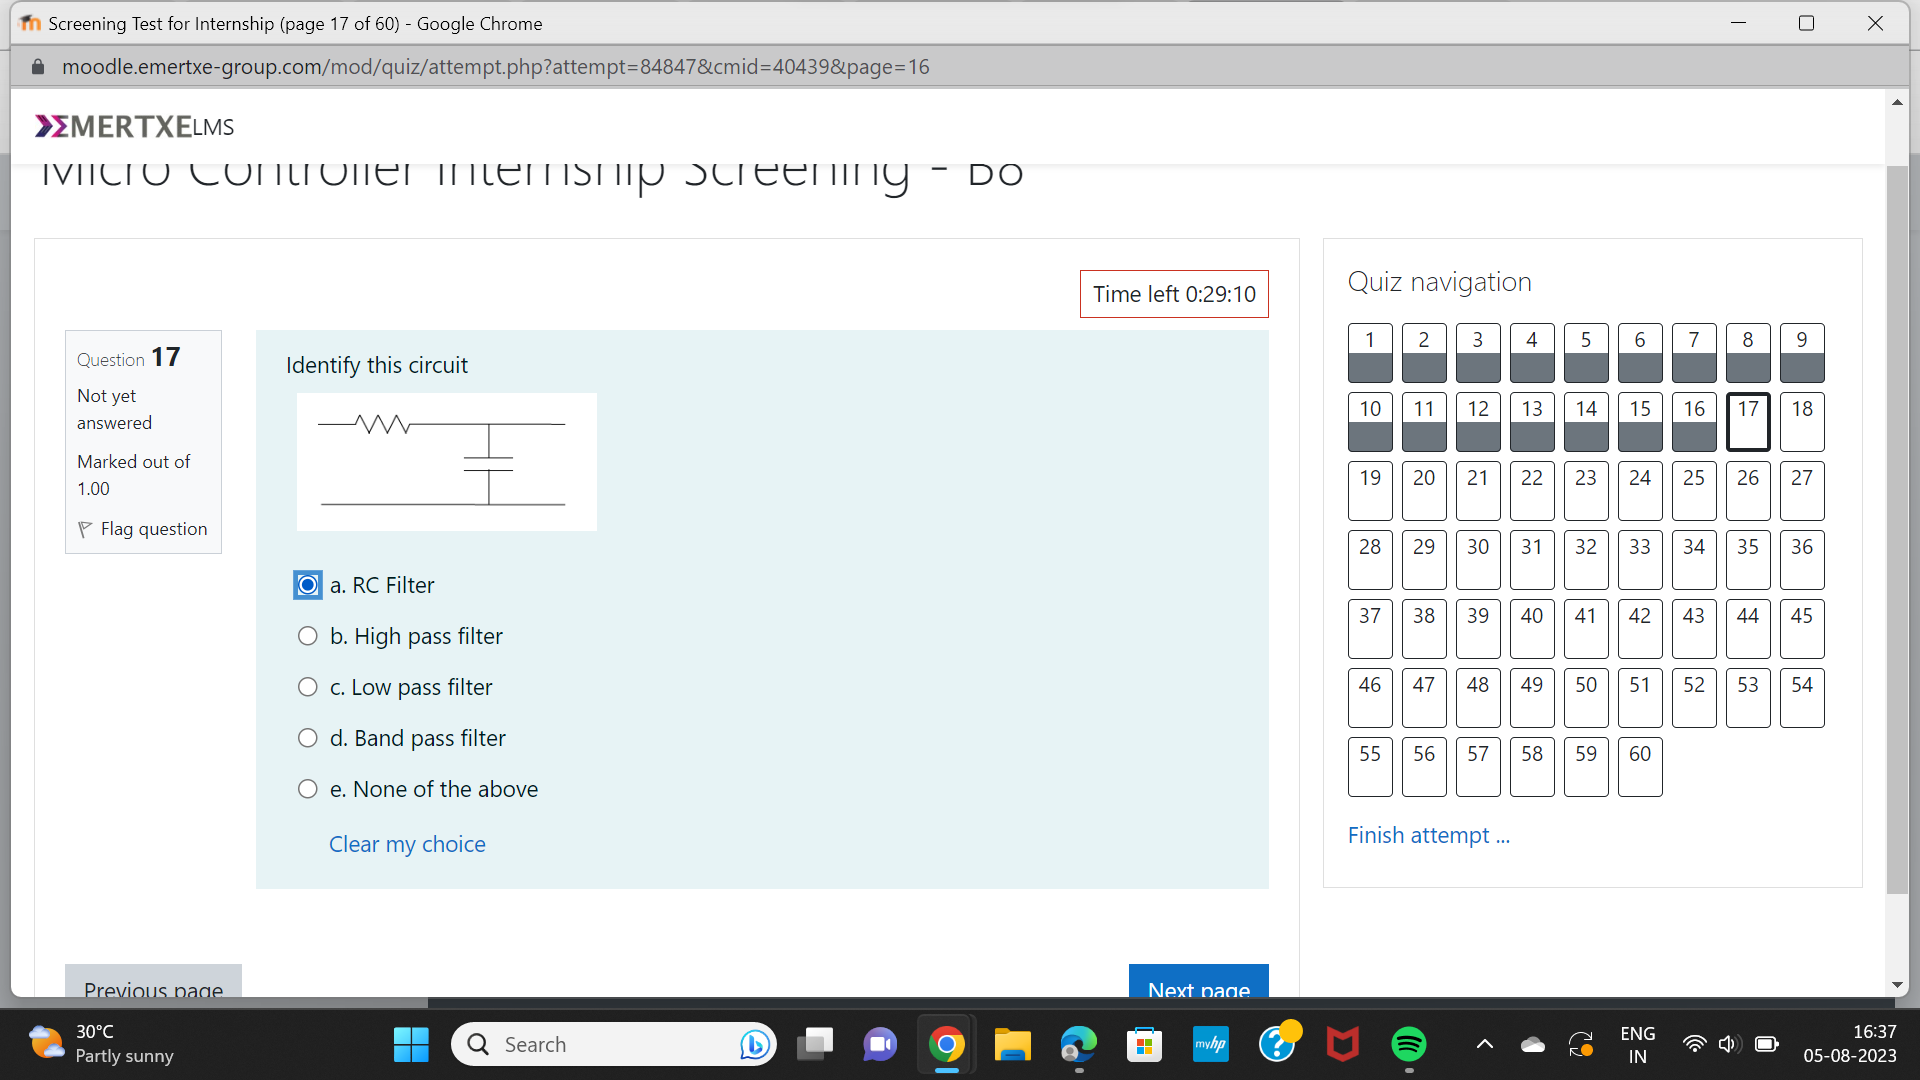 Screening Test for Internship (page 17 of 60) - Google Chrome
moodle.emertxe-group.com/mod/quiz/attempt.php?attempt=84847&cmid=40439&page=16
EMERTXE LMS
Micro Controller Internship Screening - B8
Time left 0:29:10
Question 17
Not yet
answered
Marked out of
1.00
Flag question
Identify this circuit
a. RC Filter
b. High pass filter
c. Low pass filter
d. Band pass filter
e. None of the above
Clear my choice
Previous page
Next page
Quiz navigation
1 2 3 4 5 6 7 8 9
10 11 12 13 14 15 16 17 18
19 20 21 22 23 24 25 26 27
28 29 30 31 32 33 34 35 36
37 38 39 40 41 42 43 44 45
46 47 48 49 50 51 52 53 54
55 56 57 58 59 60
Finish attempt ...
30°C
Partly sunny
Search
myhp
ENG
IN
16:37
05-08-2023